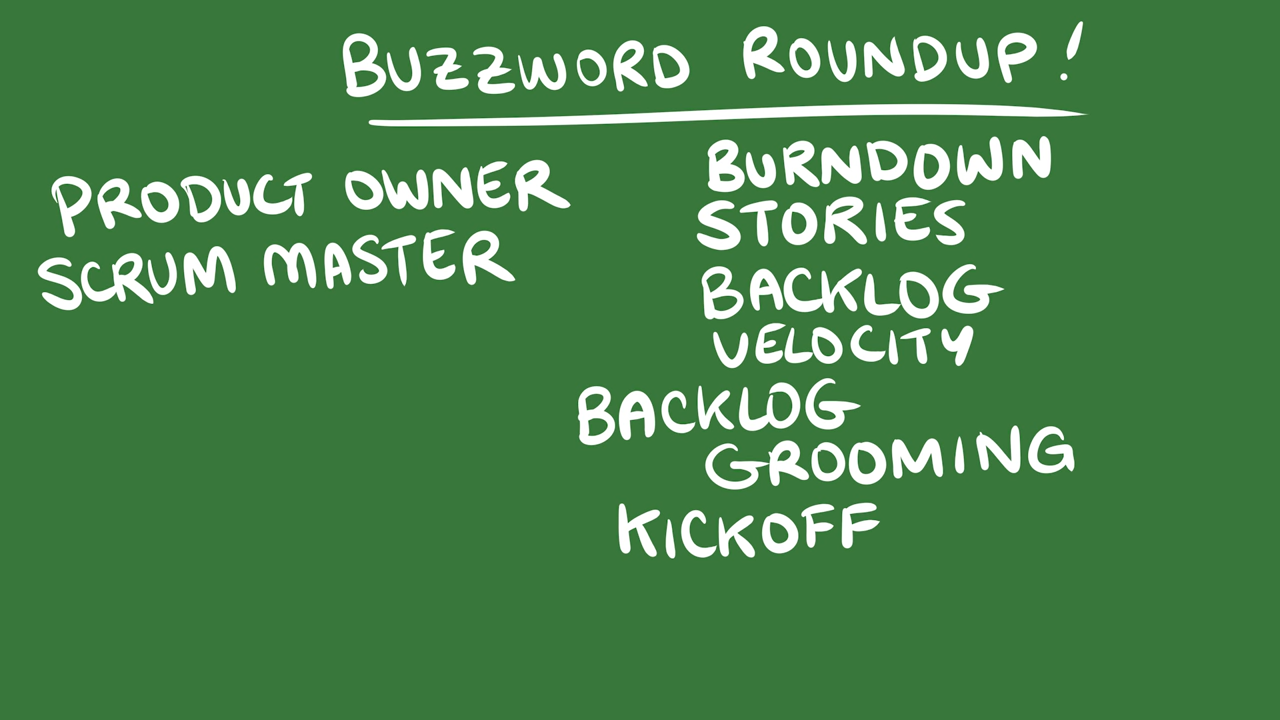 BUZZWORD ROUNDUP!
PRODUCT OWNER
SCRUM MASTER
BURNDOWN
STORIES
BACKLOG
VELOCITY
BACKLOG
GROOMING
KICKOFF